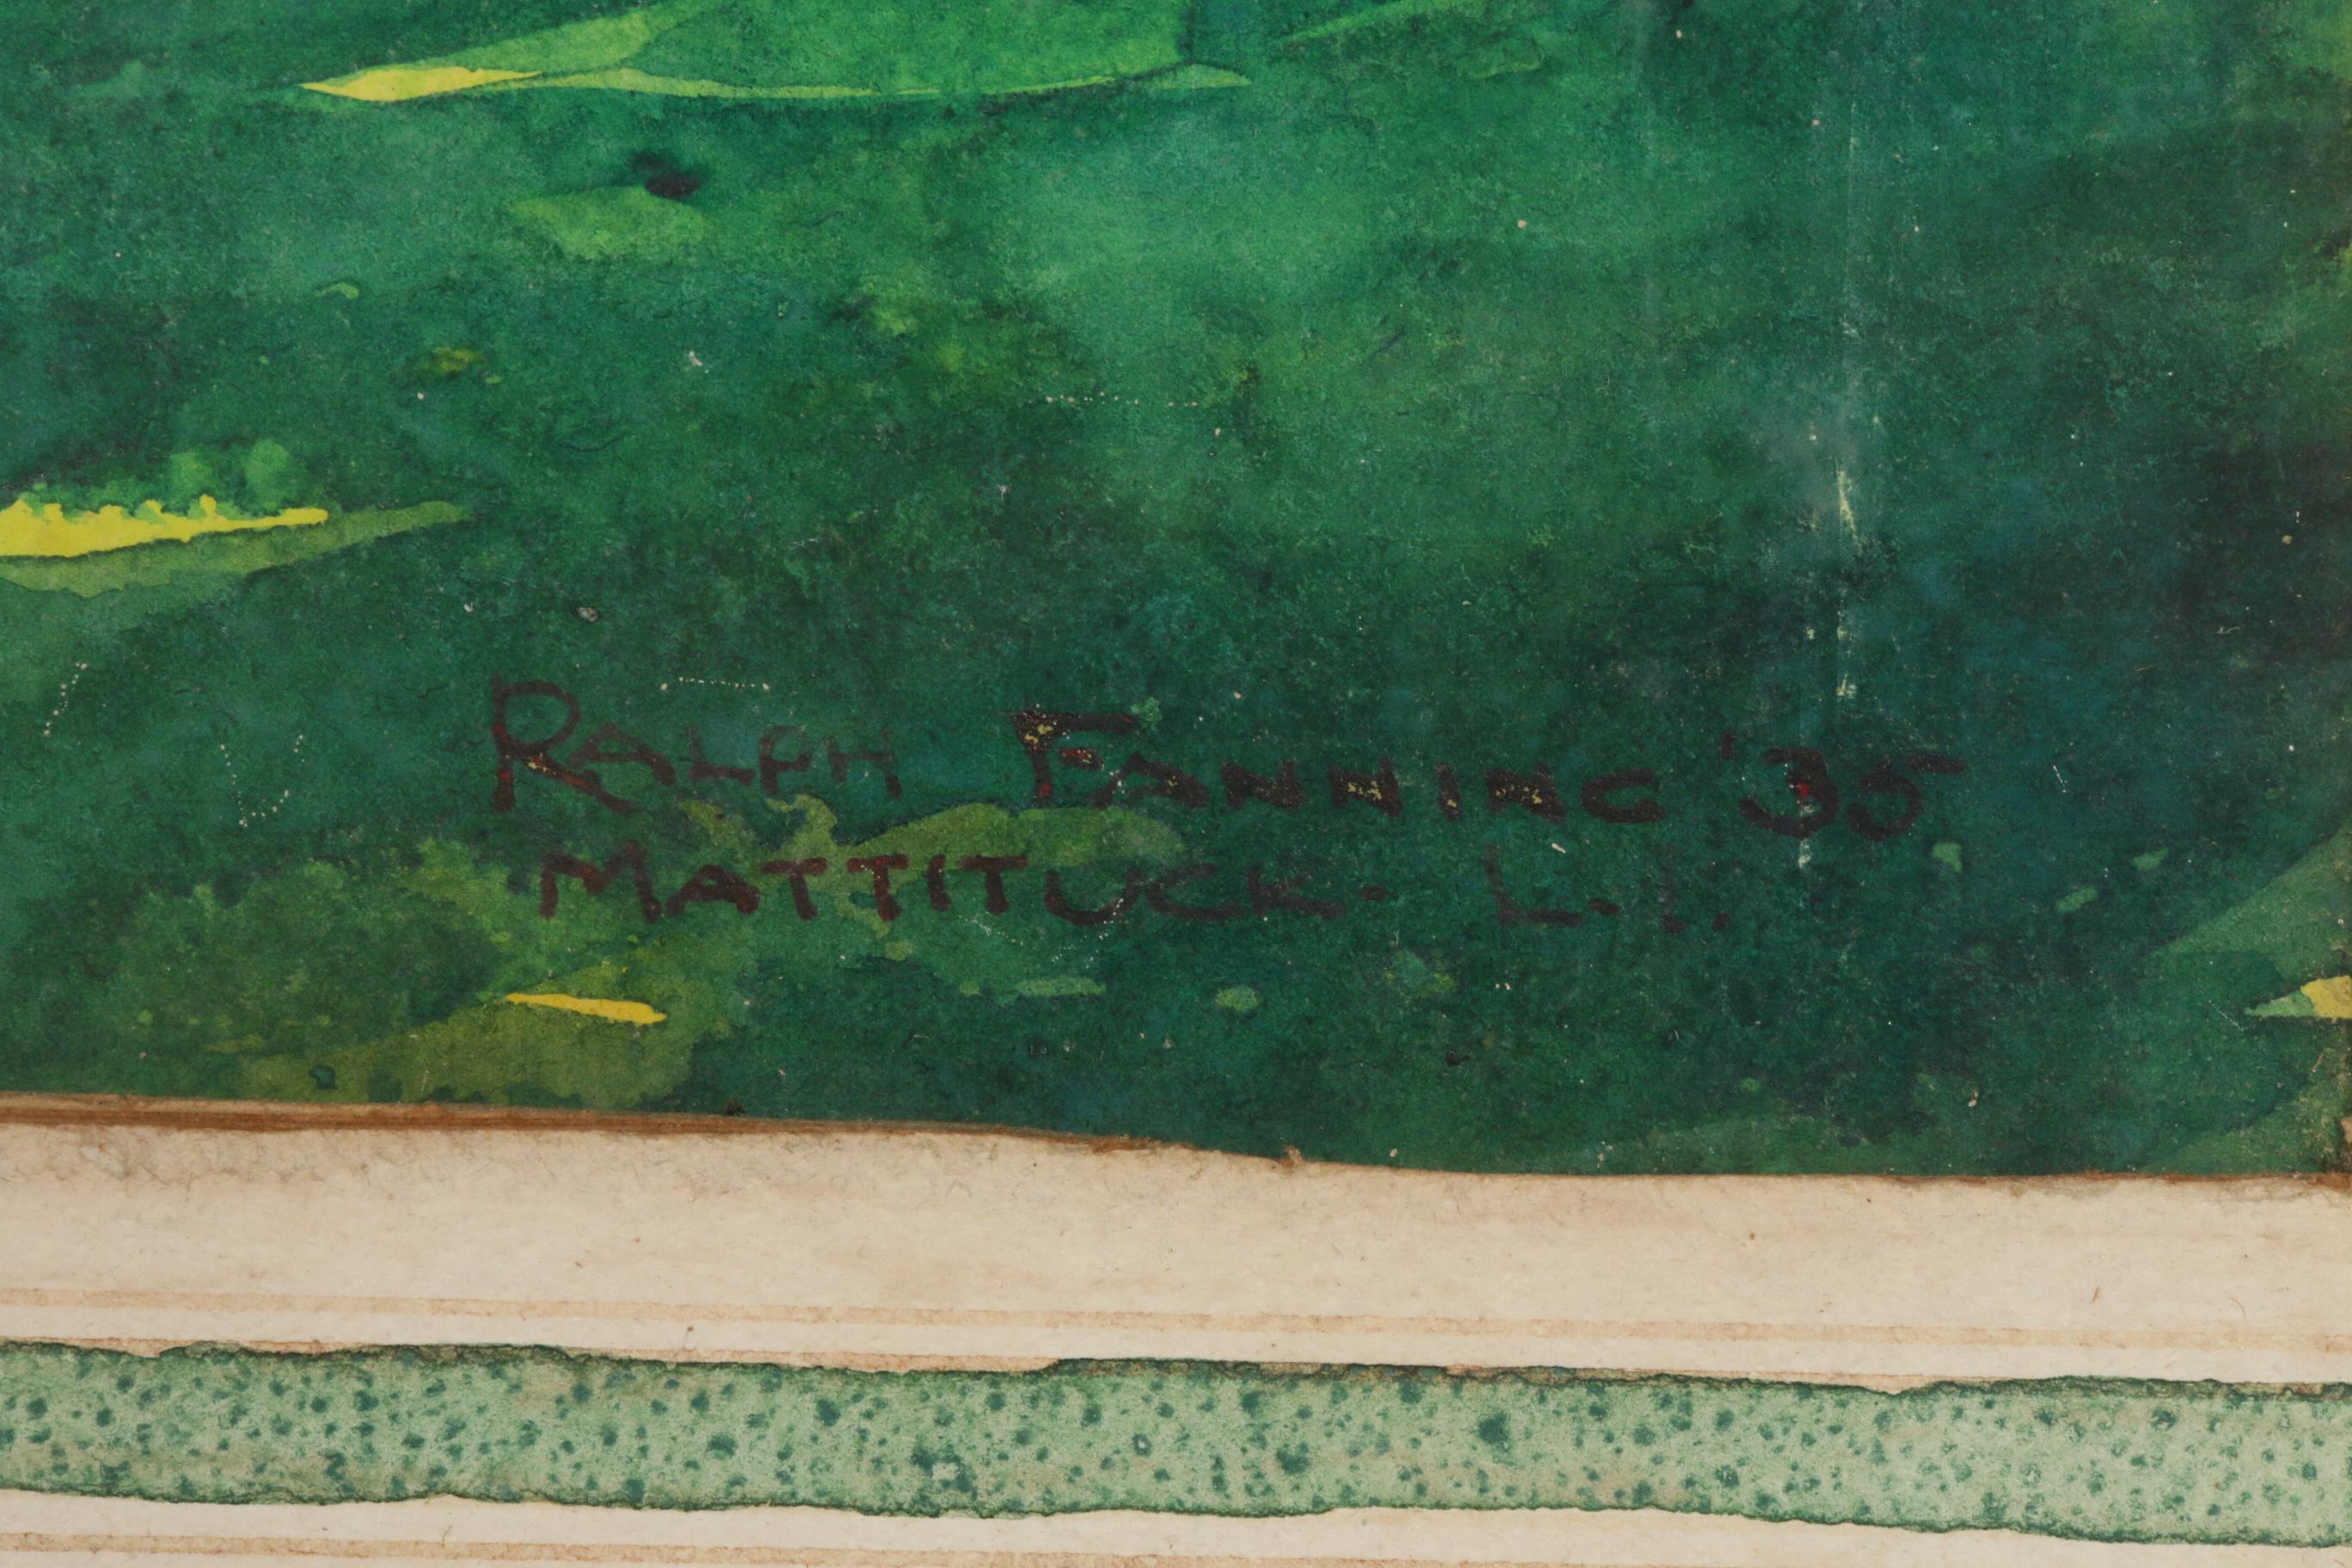 Ralph Fanning '35
Mattituck - L.I.